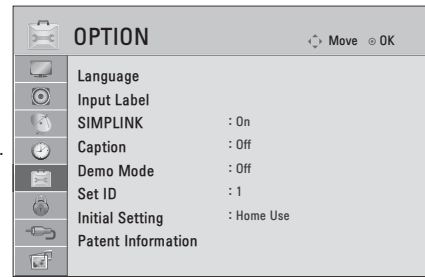 OPTION
Move OK
Language
Input Label
SIMPLINK : On
Caption : Off
Demo Mode : Off
Set ID : 1
Initial Setting : Home Use
Patent Information